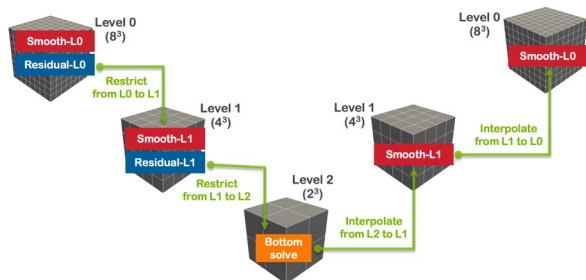 Level 0
(8³)
Smooth-L0
Residual-L0
Restrict
from L0 to L1
Level 1
(4³)
Smooth-L1
Residual-L1
Restrict
from L1 to L2
Level 2
(2³)
Bottom
solve
Interpolate
from L2 to L1
Level 1
(4³)
Smooth-L1
Interpolate
from L1 to L0
Level 0
(8³)
Smooth-L0